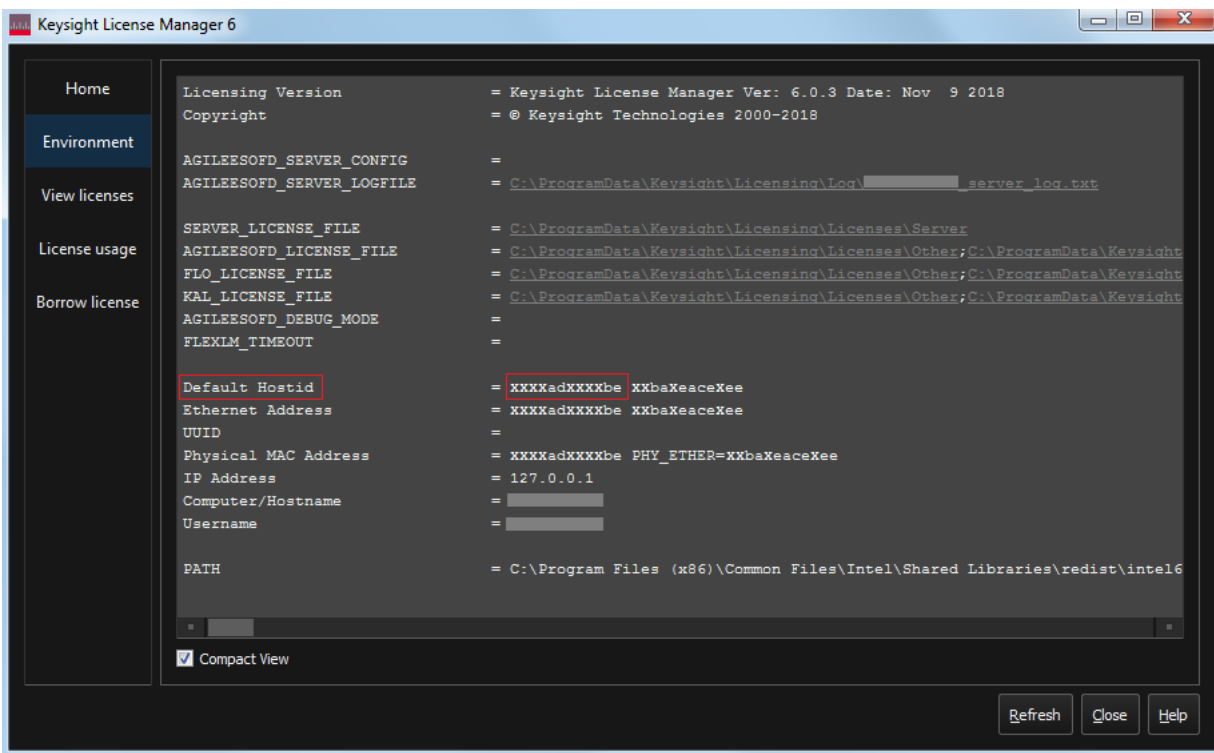 Keysight License Manager 6
Home
Environment
View licenses
License usage
Borrow license
Licensing Version = Keysight License Manager Ver: 6.0.3 Date: Nov 9 2018
Copyright = © Keysight Technologies 2000-2018
AGILEESOFD_SERVER_CONFIG =
AGILEESOFD_SERVER_LOGFILE = C:\ProgramData\Keysight\Licensing\Log\ _server_log.txt
SERVER_LICENSE_FILE = C:\ProgramData\Keysight\Licensing\Licenses\Server
AGILEESOFD_LICENSE_FILE = C:\ProgramData\Keysight\Licensing\Licenses\Other;C:\ProgramData\Keysight
FLO_LICENSE_FILE = C:\ProgramData\Keysight\Licensing\Licenses\Other;C:\ProgramData\Keysight
KAL_LICENSE_FILE = C:\ProgramData\Keysight\Licensing\Licenses\Other;C:\ProgramData\Keysight
AGILEESOFD_DEBUG_MODE =
FLEXLM_TIMEOUT =
Default Hostid = xxxxadxxxxbe xxbaxeacexee
Ethernet Address = xxxxadxxxxbe xxbaxeacexee
UUID =
Physical MAC Address = xxxxadxxxxbe PHY_ETHER=xxbaxeacexee
IP Address = 127.0.0.1
Computer/Hostname =
Username =
PATH = C:\Program Files (x86)\Common Files\Intel\Shared Libraries\redist\intel6
Compact View
Refresh
Close
Help